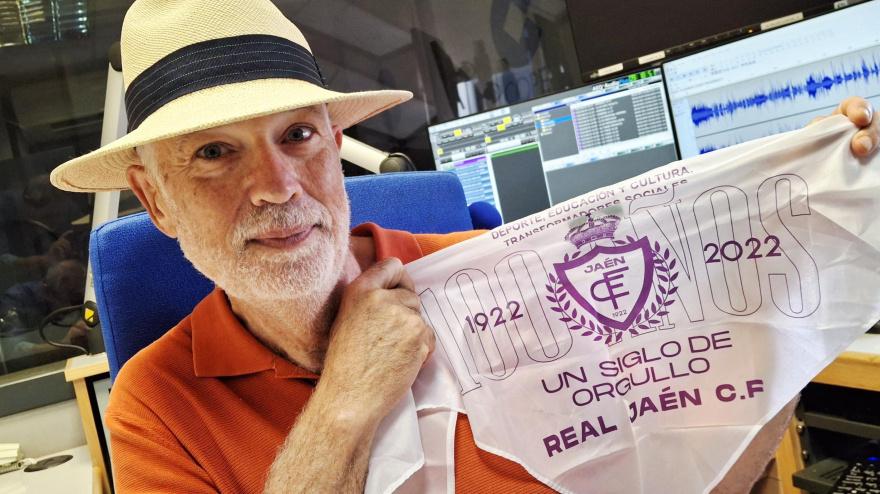 DEPORTE, EDUCACIÓN Y CULTURA.
TRANSFORMADORES SOCIALES
100 AÑOS
1922
2022
JAÉN
CF
1922
UN SIGLO DE
ORGULLO
REAL JAÉN C.F